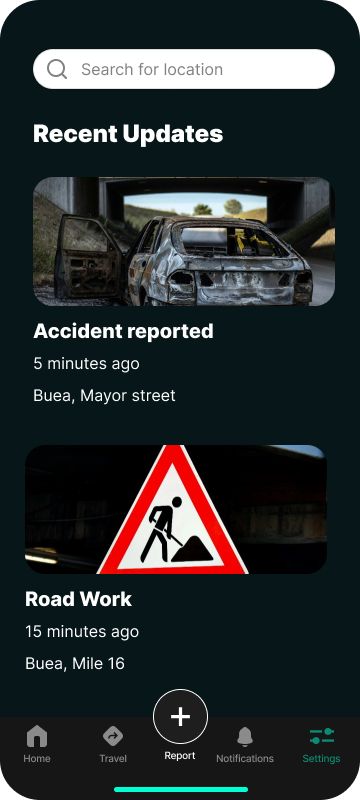 Search for location
Recent Updates
Accident reported
5 minutes ago
Buea, Mayor street
Road Work
15 minutes ago
Buea, Mile 16
Home
Travel
Report
Notifications
Settings